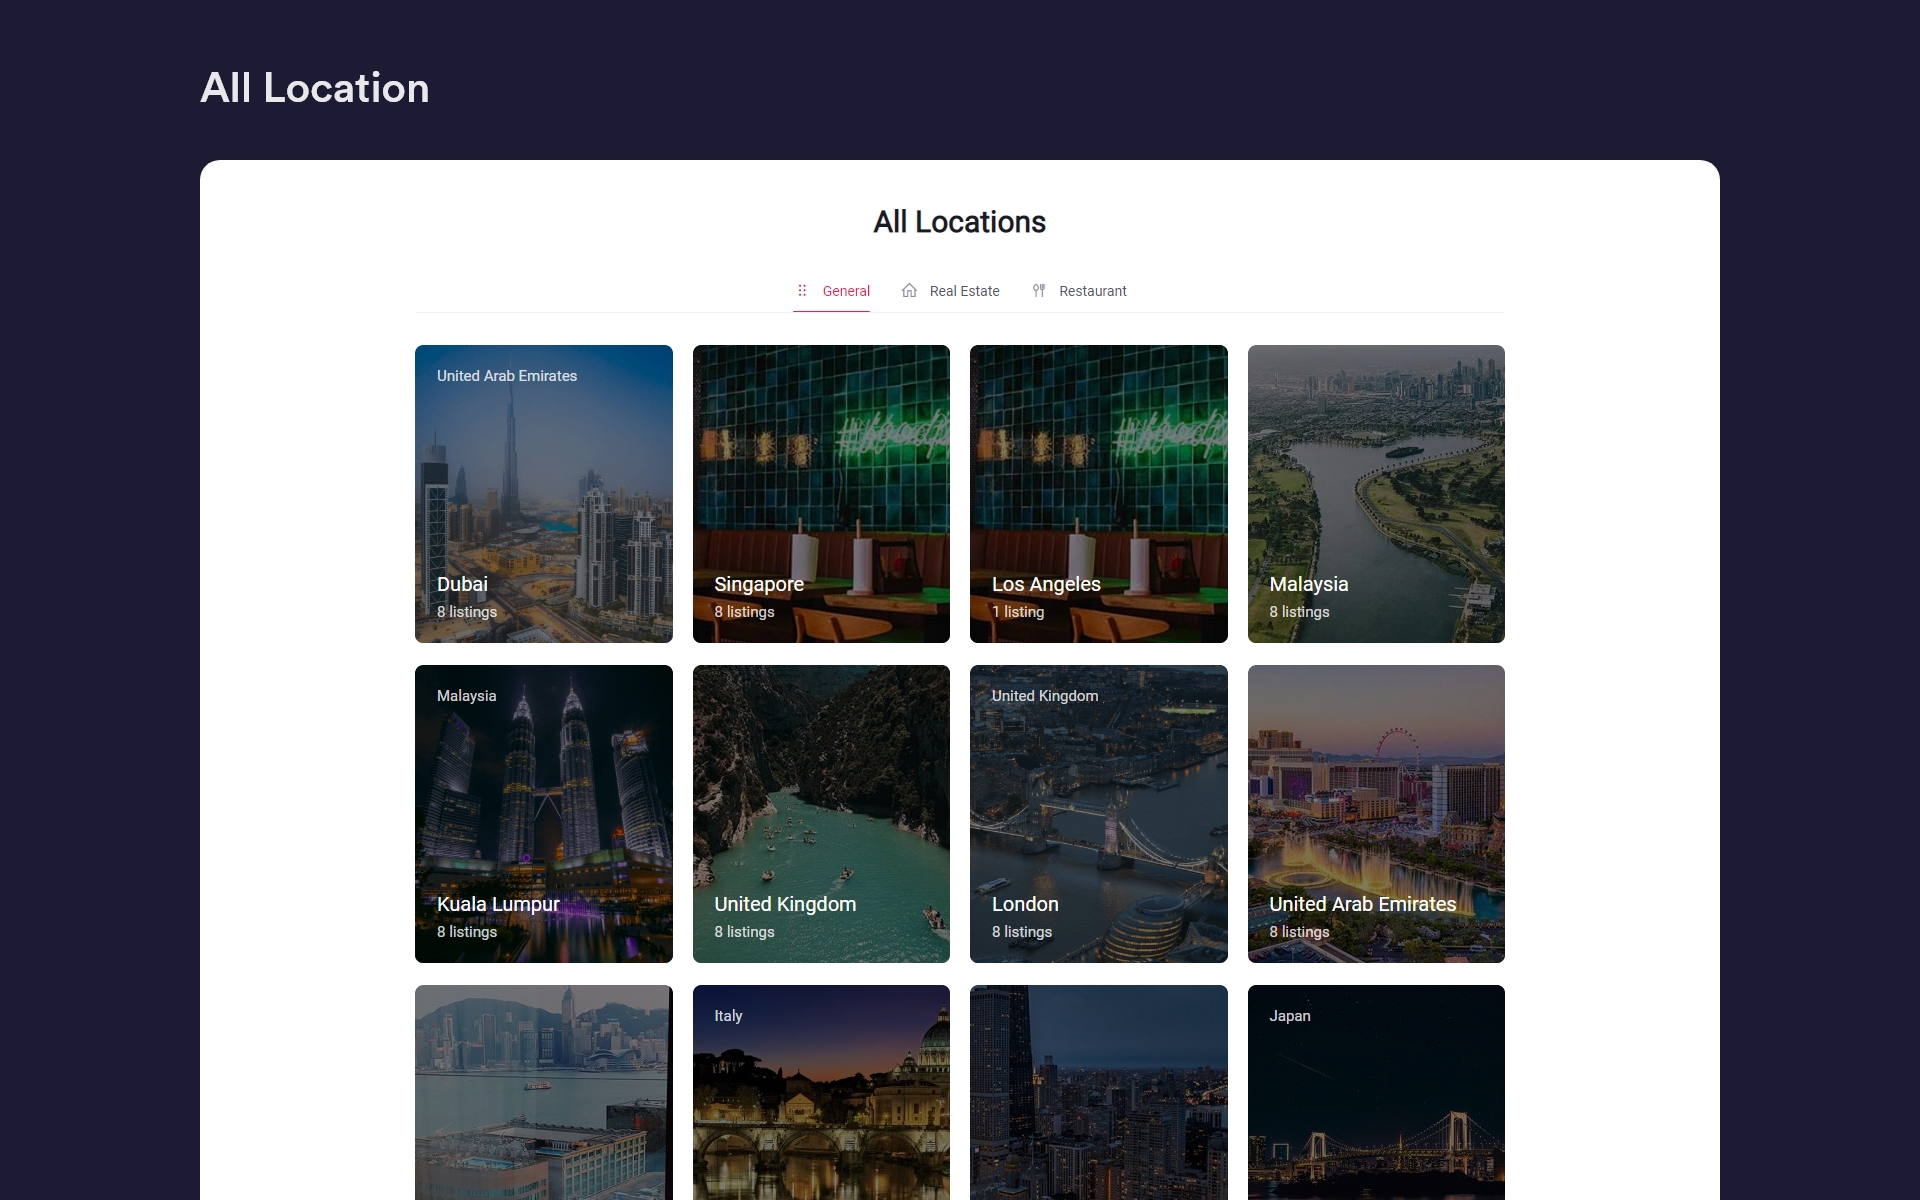 All Location
All Locations
General Real Estate Restaurant
United Arab Emirates
Dubai
8 listings
Singapore
8 listings
Los Angeles
1 listing
Malaysia
8 listings
Malaysia
Kuala Lumpur
8 listings
United Kingdom
8 listings
United Kingdom
London
8 listings
United Arab Emirates
8 listings
Italy
Japan